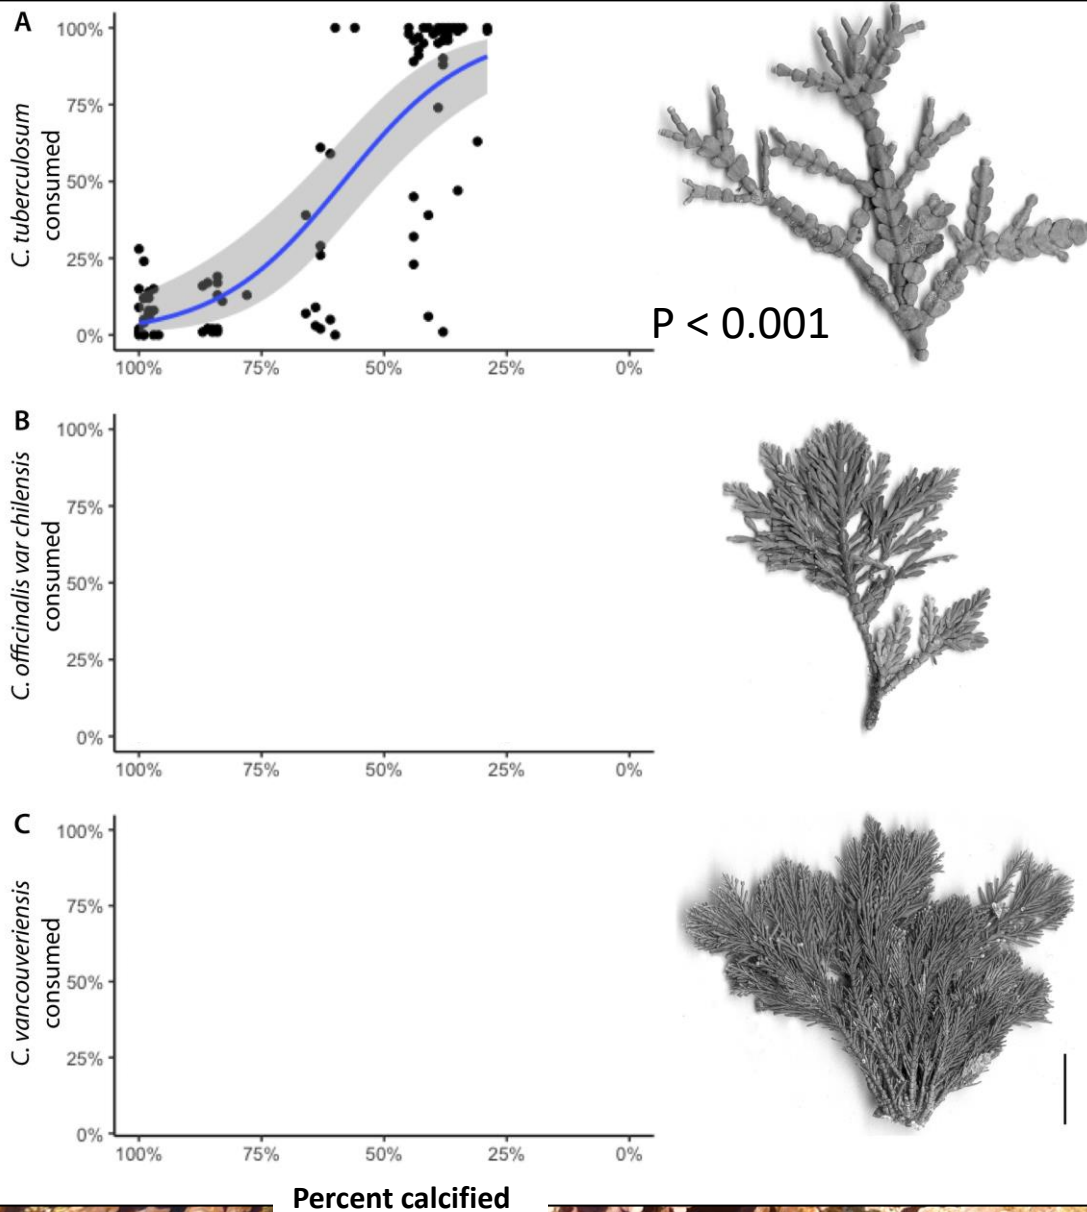 A
100%
75%
50%
25%
0%
C. tuberculosum
consumed
100% 75% 50% 25% 0%
P < 0.001
B
100%
75%
50%
25%
0%
C. officinalis var chilensis
consumed
100% 75% 50% 25% 0%
C
100%
75%
50%
25%
0%
C. vancouveriensis
consumed
100% 75% 50% 25% 0%
Percent calcified